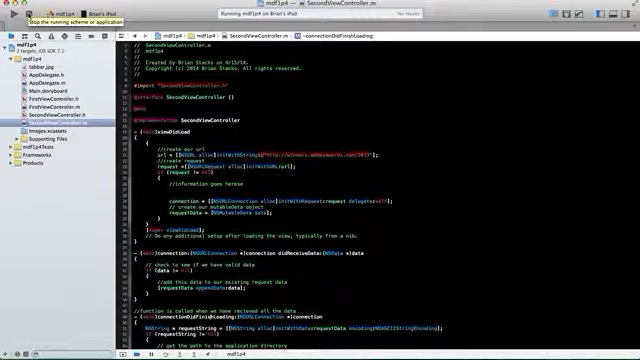 SecondViewController.m
mdf1p4
Brian's iPad
Running mdf1p4 on Brian's iPad
No Issues
Stop the running scheme or application
mdf1p4
SecondViewController.m
-connectionDidFinishLoading:
mdf1p4
tabbar.jpg
AppDelegate.h
AppDelegate.m
Main.storyboard
FirstViewController.h
FirstViewController.m
SecondViewController.h
SecondViewController.m
Images.xcassets
Supporting Files
mdf1p4Tests
Frameworks
Products
// SecondViewController.m
// mdf1p4
//
// Created by Brian Stacks on 4/15/14.
// Copyright (c) 2014 Brian Stacks. All rights reserved.
//
#import "SecondViewController.h"
@interface SecondViewController ()
@end
@implementation SecondViewController
- (void)viewDidLoad
{
//create our url
url = [[NSURL alloc]initWithString:@"http://winners.webbyawards.com/2013"];
//create request
request =[[NSURLRequest alloc]initWithURL:url];
if (request != nil)
{
//information goes herese
connection = [[NSURLConnection alloc]initWithRequest:request delegate:self];
// create our mutableData object
requestData = [NSMutableData data];
}
[super viewDidLoad];
// Do any additional setup after loading the view, typically from a nib.
}
- (void)connection:(NSURLConnection *)connection didReceiveData:(NSData *)data
{
// check to see if we have valid data
if (data != nil)
{
//add this data to our existing request data
[requestData appendData:data];
}
}
//function is called when we have recieved all the data
- (void)connectionDidFinishLoading:(NSURLConnection *)connection
{
NSString * requestString = [[NSString alloc]initWithData:requestData encoding:NSASCIIStringEncoding];
if (requestString != nil)
{
// get the path to the application directory
mdf1p4